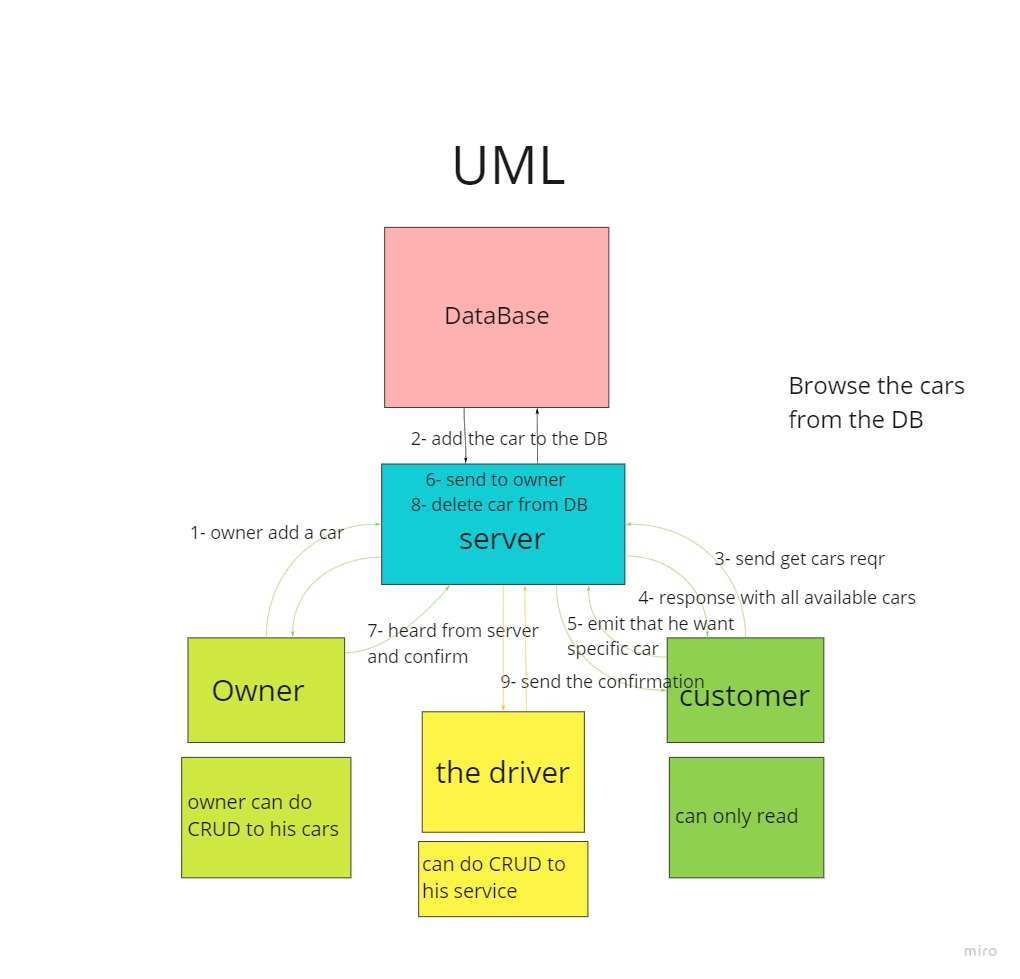 UML
DataBase
Browse the cars
from the DB
2- add the car to the DB
6- send to owner
8- delete car from DB
server
1- owner add a car
3- send get cars reqr
4- response with all available cars
5- emit that he want
specific car
7- heard from server
and confirm
9- send the confirmation
Owner
customer
the driver
owner can do
CRUD to his cars
can only read
can do CRUD to
his service
miro